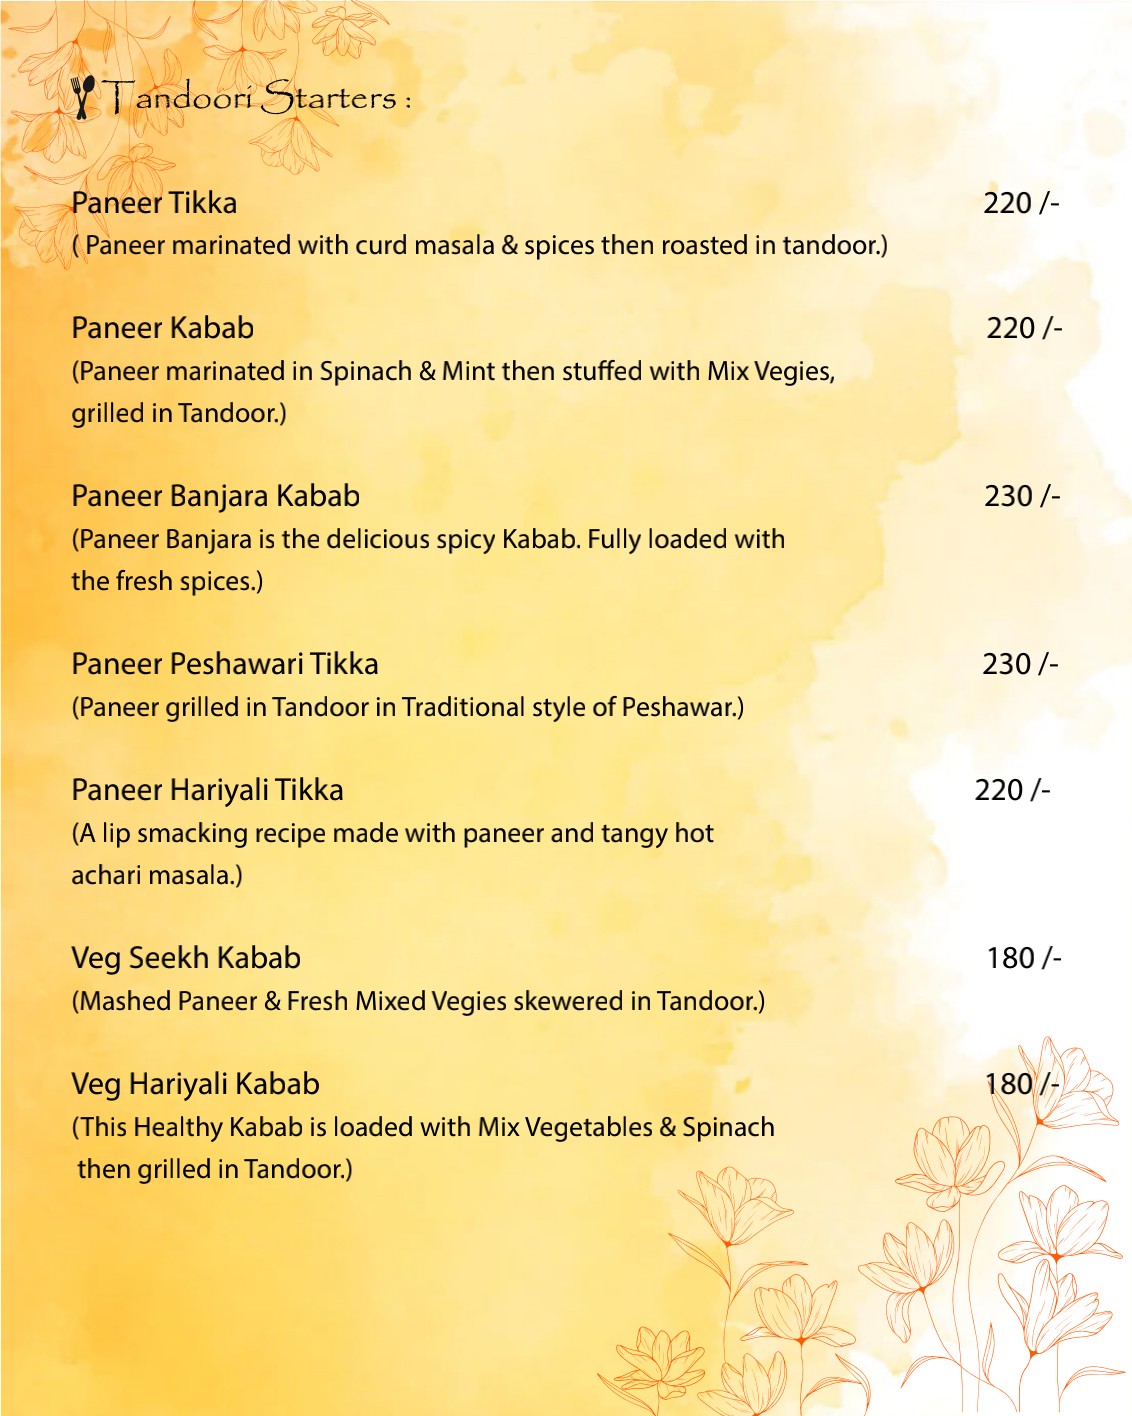 Tandoori Starters :
Paneer Tikka 220 /-
( Paneer marinated with curd masala & spices then roasted in tandoor.)
Paneer Kabab 220 /-
(Paneer marinated in Spinach & Mint then stuffed with Mix Vegies,
grilled in Tandoor.)
Paneer Banjara Kabab 230 /-
(Paneer Banjara is the delicious spicy Kabab. Fully loaded with
the fresh spices.)
Paneer Peshawari Tikka 230 /-
(Paneer grilled in Tandoor in Traditional style of Peshawar.)
Paneer Hariyali Tikka 220 /-
(A lip smacking recipe made with paneer and tangy hot
achari masala.)
Veg Seekh Kabab 180 /-
(Mashed Paneer & Fresh Mixed Vegies skewered in Tandoor.)
Veg Hariyali Kabab 180 /-
(This Healthy Kabab is loaded with Mix Vegetables & Spinach
then grilled in Tandoor.)